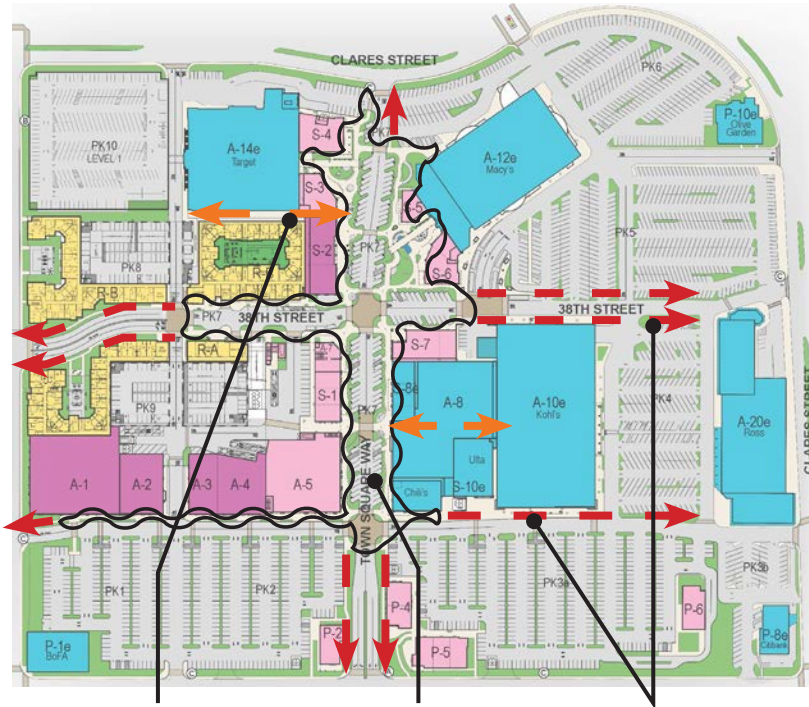 CLARES STREET
PK6
PK10
LEVEL 1
A-14e
Target
S-4
PK7
P-10e
Olive
Garden
A-12e
Macy's
S-3
S-5
S-2
PK7
PK5
PK8
S-6
R-B
PK7
38TH STREET
38TH STREET
R-A
S-7
S-1
PK7
S-8e
A-8
A-10e
Kohl's
PK4
A-20e
Ross
CLARES STREET
PK9
Ulta
A-1
A-2
A-3
A-4
A-5
Chili's
S-10e
TOWN SQUARE WAY
PK1
PK2
PK3a
PK3b
P-4
P-6
P-1e
BofA
P-2
P-5
P-8e
Citibank